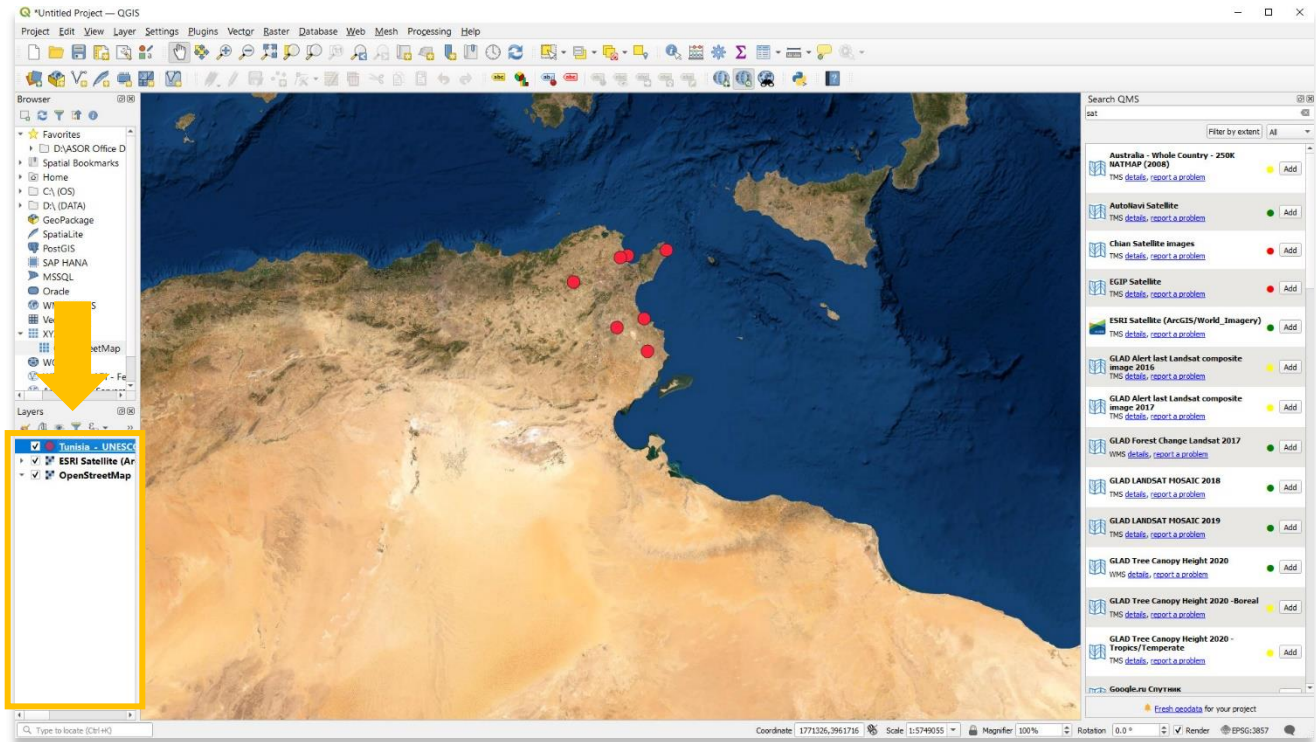 *Untitled Project — QGIS
Project Edit View Layer Settings Plugins Vector Raster Database Web Mesh Processing Help
Browser
Favorites
D:\ASOR Office D
Spatial Bookmarks
Home
C:\ (OS)
D:\ (DATA)
GeoPackage
SpatiaLite
PostGIS
SAP HANA
MSSQL
Oracle
Layers
Tunisia - UNESCO
ESRI Satellite (Ar
OpenStreetMap
Type to locate (Ctrl+K)
Search QMS
sat
Filter by extent All
Australia - Whole Country - 250K
NATMAP (2008)
TMS details, report a problem
Add
AutoNavi Satellite
TMS details, report a problem
Add
Chian Satellite images
TMS details, report a problem
Add
EGIP Satellite
TMS details, report a problem
Add
ESRI Satellite (ArcGIS/World_Imagery)
TMS details, report a problem
Add
GLAD Alert last Landsat composite
image 2016
TMS details, report a problem
Add
GLAD Alert last Landsat composite
image 2017
TMS details, report a problem
Add
GLAD Forest Change Landsat 2017
WMS details, report a problem
Add
GLAD LANDSAT MOSAIC 2018
TMS details, report a problem
Add
GLAD LANDSAT MOSAIC 2019
TMS details, report a problem
Add
GLAD Tree Canopy Height 2020
WMS details, report a problem
Add
GLAD Tree Canopy Height 2020 -Boreal
TMS details, report a problem
Add
GLAD Tree Canopy Height 2020 -
Tropics/Temperate
TMS details, report a problem
Add
Google.ru Спутник
Fresh geodata for your project
Coordinate 1771326,3961716 Scale 1:5749055 Magnifier 100% Rotation 0.0 ° Render EPSG:3857